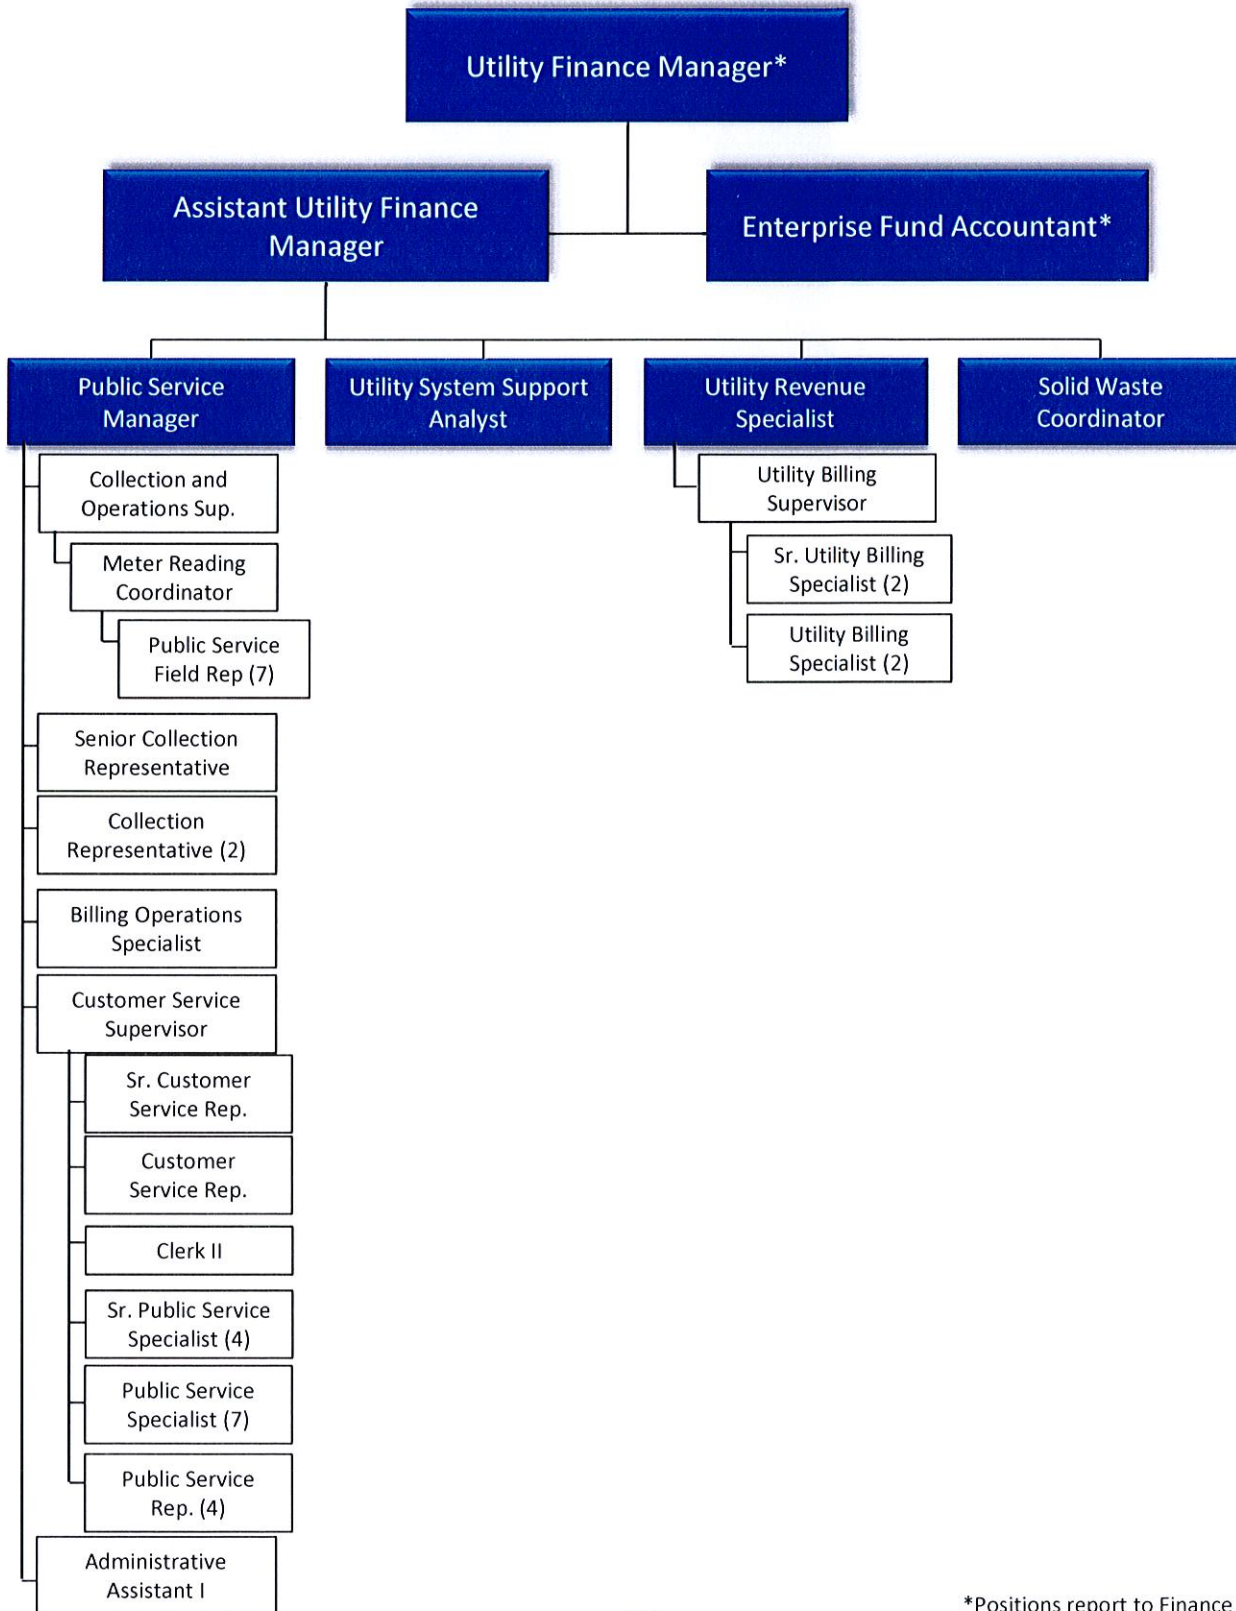 Utility Finance Manager*
Assistant Utility Finance
Manager
Enterprise Fund Accountant*
Public Service
Manager
Utility System Support
Analyst
Utility Revenue
Specialist
Solid Waste
Coordinator
Collection and
Operations Sup.
Meter Reading
Coordinator
Public Service
Field Rep (7)
Senior Collection
Representative
Collection
Representative (2)
Billing Operations
Specialist
Customer Service
Supervisor
Sr. Customer
Service Rep.
Customer
Service Rep.
Clerk II
Sr. Public Service
Specialist (4)
Public Service
Specialist (7)
Public Service
Rep. (4)
Administrative
Assistant I
Utility Billing
Supervisor
Sr. Utility Billing
Specialist (2)
Utility Billing
Specialist (2)
*Positions report to Finance